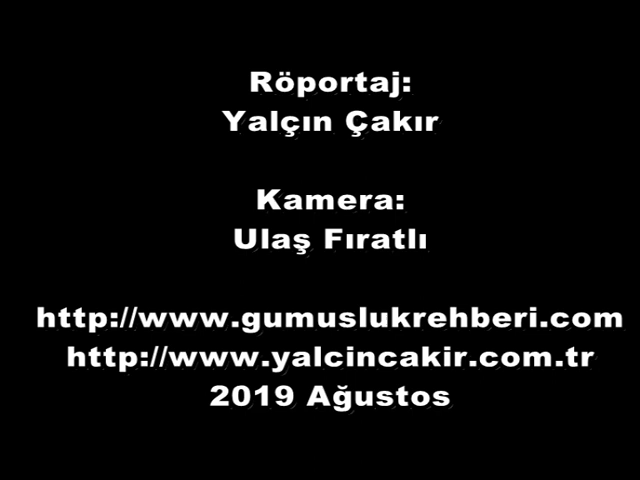 Röportaj:
Yalçın Çakır
Kamera:
Ulaş Fıratlı
http://www.gumuslukrehberi.com
http://www.yalcincakir.com.tr
2019 Ağustos